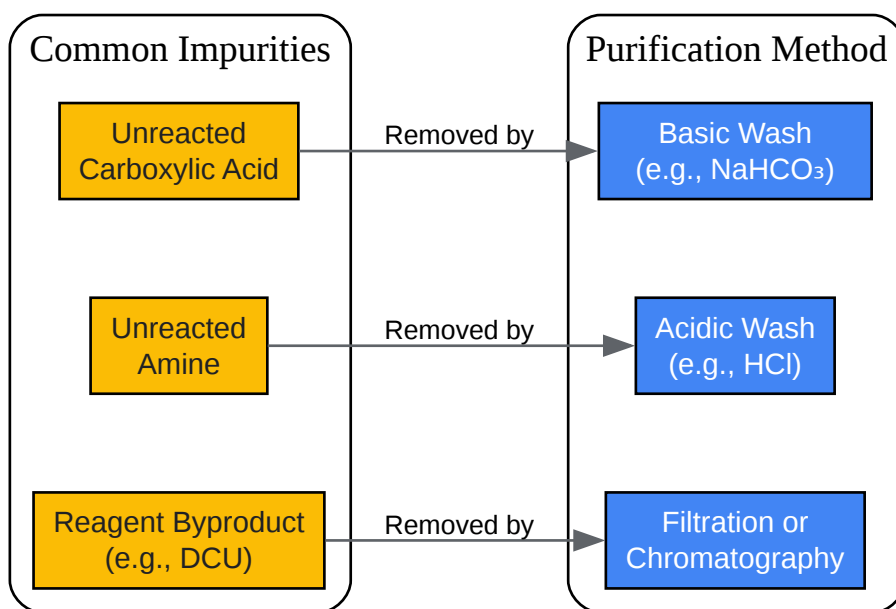 Common Impurities
Purification Method
Unreacted
Carboxylic Acid
Removed by
Basic Wash
(e.g., NaHCO₃)
Unreacted
Amine
Removed by
Acidic Wash
(e.g., HCl)
Reagent Byproduct
(e.g., DCU)
Removed by
Filtration or
Chromatography